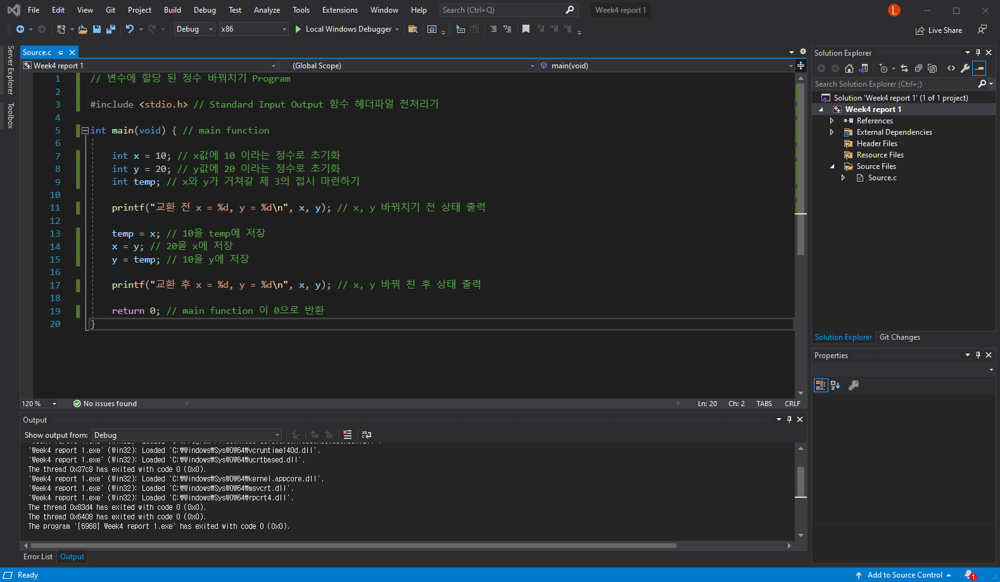 File Edit View Git Project Build Debug Test Analyze Tools Extensions Window Help Search (Ctrl+Q) Week4 report 1 L
Debug x86 Local Windows Debugger Live Share
Server Explorer
Toolbox
Source.c
Week4 report 1 (Global Scope) main(void)
1 // 변수에 할당 된 정수 바꿔치기 Program
2
3 #include <stdio.h> // Standard Input Output 함수 헤더파일 전처리기
4
5 int main(void) { // main function
6
7 int x = 10; // x값에 10 이라는 정수로 초기화
8 int y = 20; // y값에 20 이라는 정수로 초기화
9 int temp; // x와 y가 거쳐갈 제 3의 접시 마련하기
10
11 printf("교환 전 x = %d, y = %d\n", x, y); // x, y 바꿔치기 전 상태 출력
12
13 temp = x; // 10을 temp에 저장
14 x = y; // 20을 x에 저장
15 y = temp; // 10을 y에 저장
16
17 printf("교환 후 x = %d, y = %d\n", x, y); // x, y 바꿔 친 후 상태 출력
18
19 return 0; // main function 이 0으로 반환
20 }
120 % No issues found Ln: 20 Ch: 2 TABS CRLF
Output
Show output from: Debug
'Week4 report 1.exe' (Win32): Loaded 'C:₩Windows₩SysWOW64₩vcruntime140d.dll'.
'Week4 report 1.exe' (Win32): Loaded 'C:₩Windows₩SysWOW64₩ucrtbased.dll'.
The thread 0x37c8 has exited with code 0 (0x0).
'Week4 report 1.exe' (Win32): Loaded 'C:₩Windows₩SysWOW64₩kernel.appcore.dll'.
'Week4 report 1.exe' (Win32): Loaded 'C:₩Windows₩SysWOW64₩msvcrt.dll'.
'Week4 report 1.exe' (Win32): Loaded 'C:₩Windows₩SysWOW64₩rpcrt4.dll'.
The thread 0x83d4 has exited with code 0 (0x0).
The thread 0x6408 has exited with code 0 (0x0).
The program '[6968] Week4 report 1.exe' has exited with code 0 (0x0).
Error List Output
Solution Explorer
Search Solution Explorer (Ctrl+;)
Solution 'Week4 report 1' (1 of 1 project)
Week4 report 1
References
External Dependencies
Header Files
Resource Files
Source Files
Source.c
Solution Explorer Git Changes
Properties
Ready Add to Source Control 1